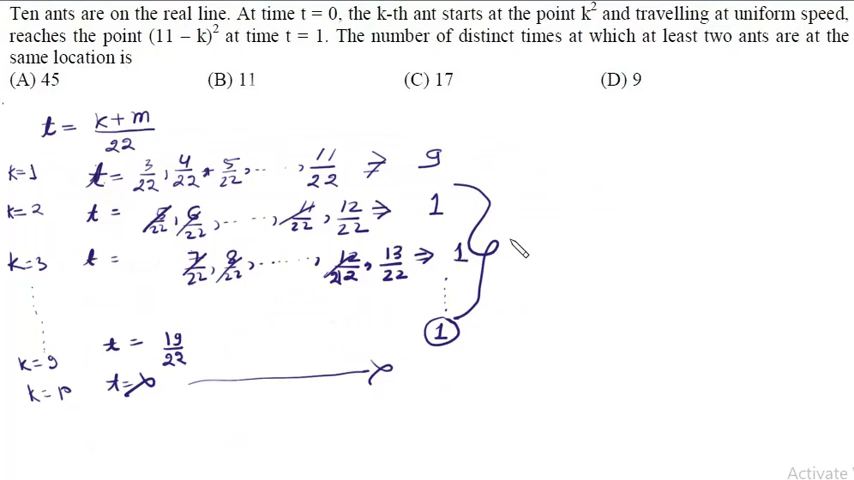 Ten ants are on the real line. At time t = 0, the k-th ant starts at the point k² and travelling at uniform speed,
reaches the point (11 – k)² at time t = 1. The number of distinct times at which at least two ants are at the
same location is
(A) 45 (B) 11 (C) 17 (D) 9
t = k+m/22
k=1 t = 3/22, 4/22, 5/22, ....., 11/22 ⇒ 9
k=2 t = 5/22, 6/22, ....., 11/22, 12/22 ⇒ 1
k=3 t = 7/22, 8/22, ......, 12/22, 13/22 ⇒ 1
1
k=9 t = 19/22
k=10 t=
Activate